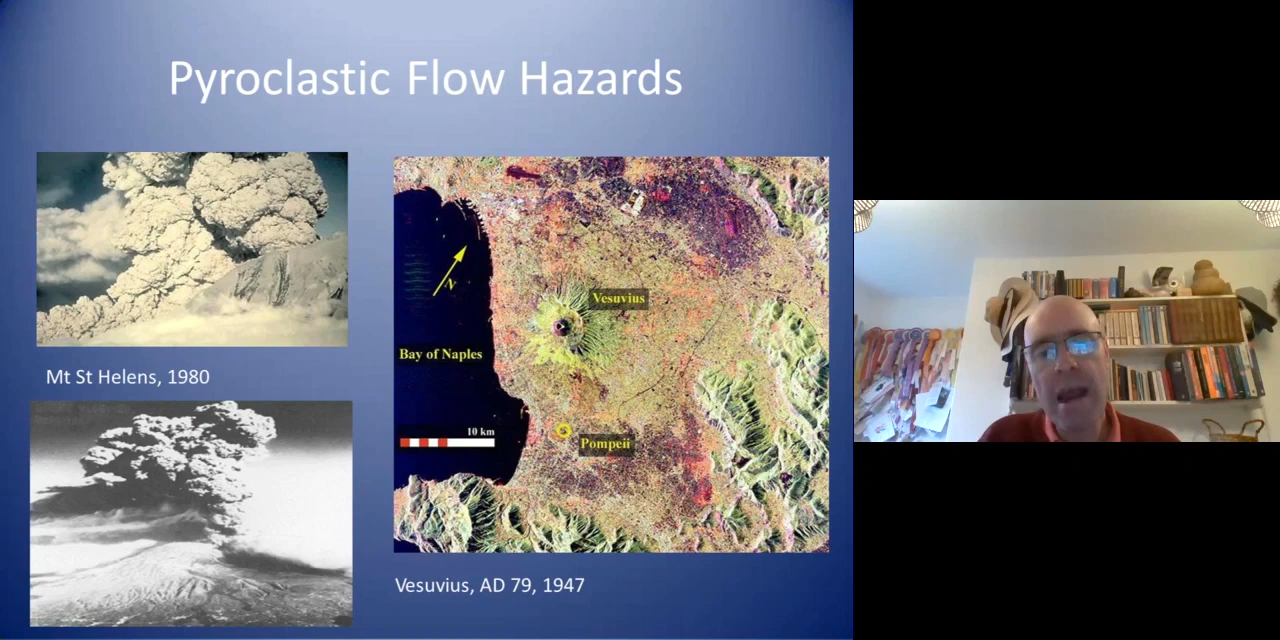 Pyroclastic Flow Hazards
Mt St Helens, 1980
Vesuvius
N
Bay of Naples
10 km
Pompeii
Vesuvius, AD 79, 1947